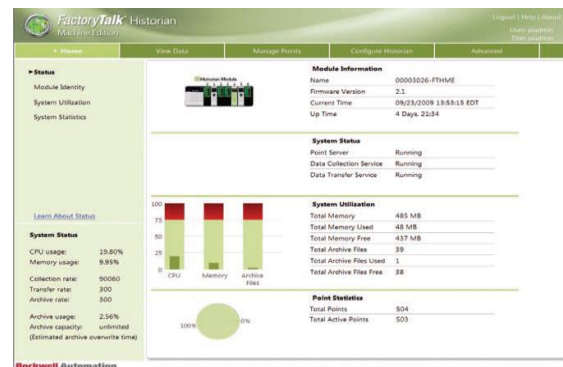 FactoryTalk Historian
Machine Edition
Logout | Help | About
Home
View Data
Manage Points
Configure Historian
Advanced
Status
Module Identity
System Utilization
System Statistics
Learn About Status
System Status
CPU usage: 19.80%
Memory usage: 9.95%
Collection rate: 90060
Transfer rate: 300
Archive rate: 300
Archive usage: 2.56%
Archive capacity: unlimited
(Estimated archive overwrite time)
Historian Module
Module Information
Name 00003026-FTHME
Firmware Version 2.1
Current Time 09/23/2009 13:53:15 EDT
Up Time 4 Days, 21:34
System Status
Point Server Running
Data Collection Service Running
Data Transfer Service Running
100
75
50
25
0
CPU Memory Archive
Files
System Utilization
Total Memory 485 MB
Total Memory Used 48 MB
Total Memory Free 437 MB
Total Archive Files 39
Total Archive Files Used 1
Total Archive Files Free 38
100%
0%
Point Statistics
Total Points 504
Total Active Points 503
Rockwell Automation